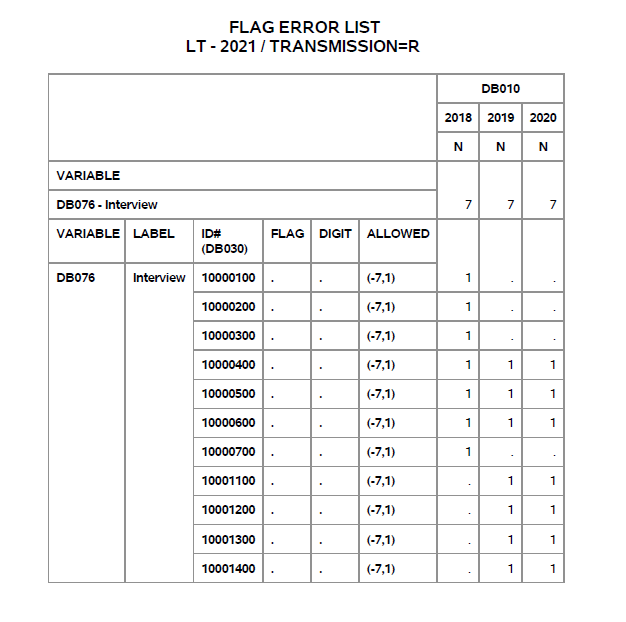 FLAG ERROR LIST
LT - 2021 / TRANSMISSION=R
DB010
2018 2019 2020
N N N
VARIABLE
DB076 - Interview 7 7 7
VARIABLE LABEL ID# FLAG DIGIT ALLOWED
(DB030)
DB076 Interview 10000100 . . (-7,1) 1 . .
10000200 . . (-7,1) 1 . .
10000300 . . (-7,1) 1 . .
10000400 . . (-7,1) 1 1 1
10000500 . . (-7,1) 1 1 1
10000600 . . (-7,1) 1 1 1
10000700 . . (-7,1) 1 . .
10001100 . . (-7,1) . 1 1
10001200 . . (-7,1) . 1 1
10001300 . . (-7,1) . 1 1
10001400 . . (-7,1) . 1 1